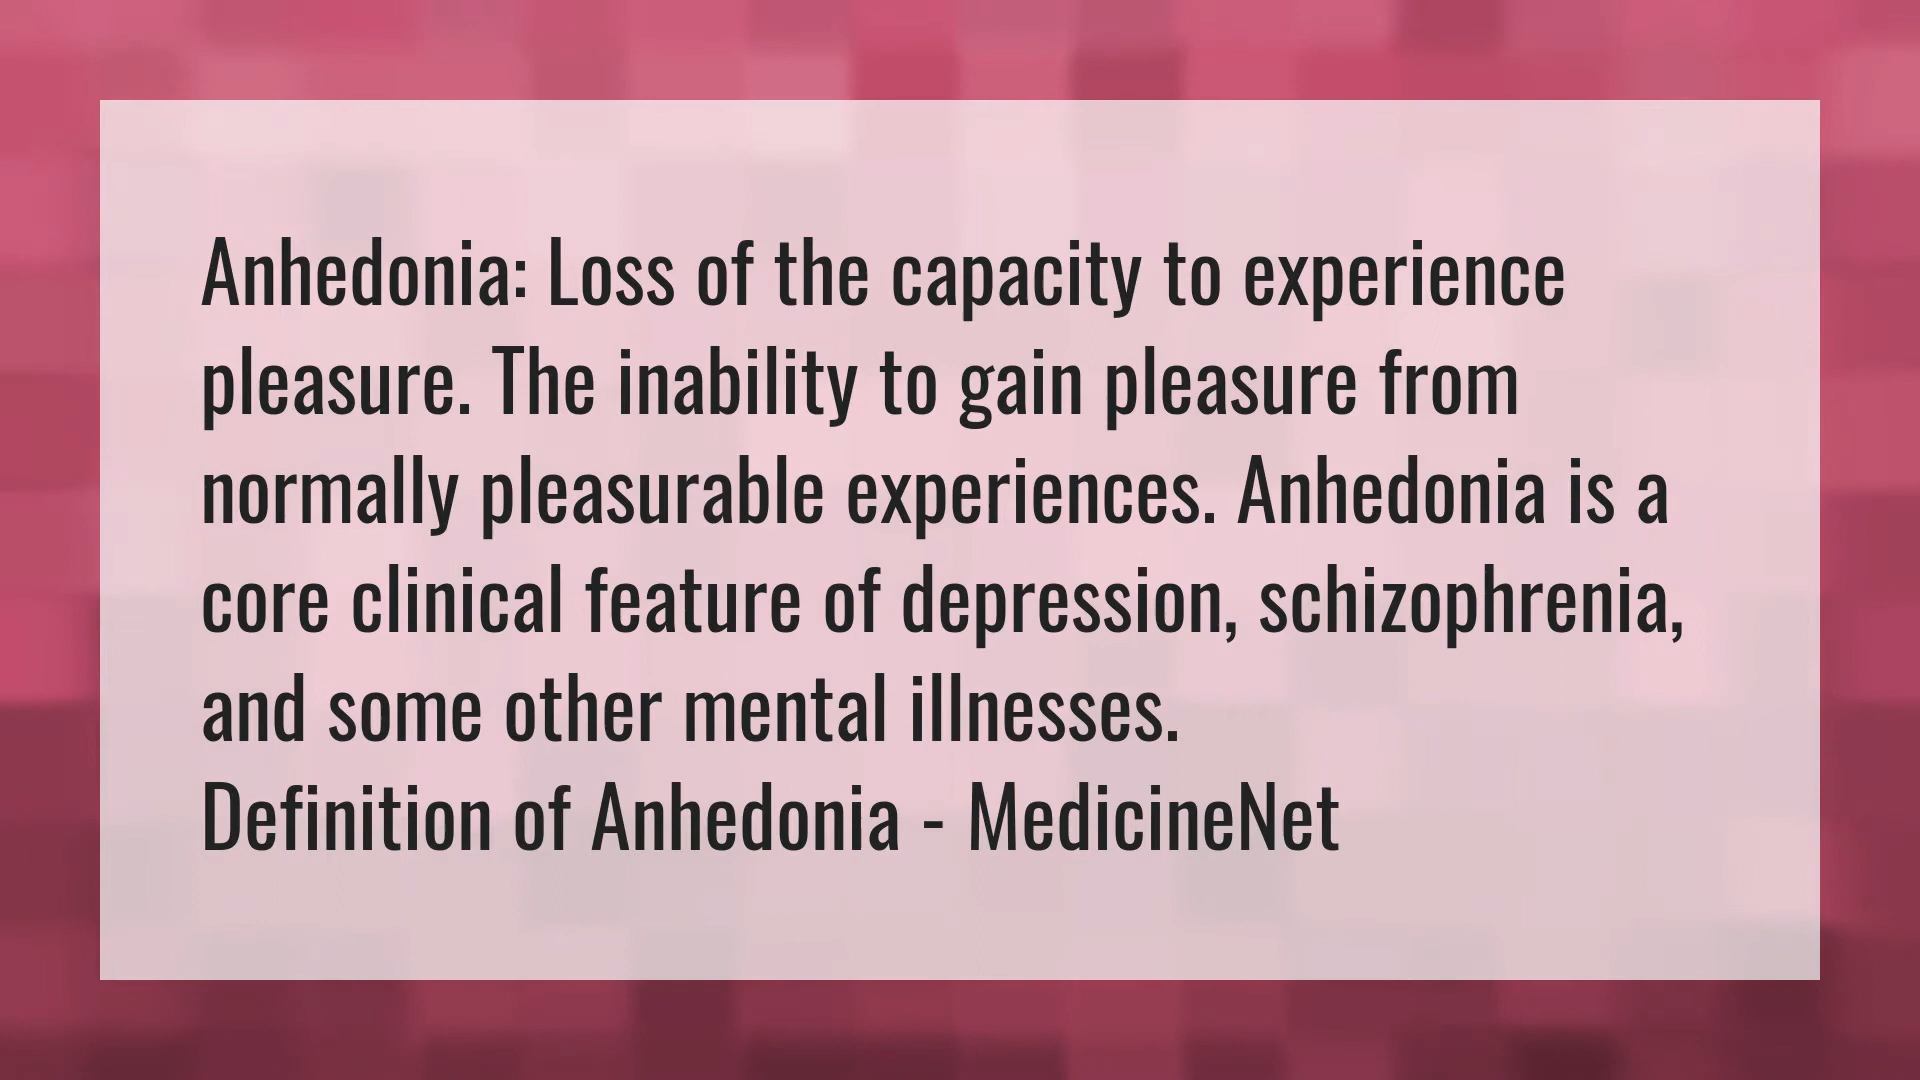 Anhedonia: Loss of the capacity to experience
pleasure. The inability to gain pleasure from
normally pleasurable experiences. Anhedonia is a
core clinical feature of depression, schizophrenia,
and some other mental illnesses.
Definition of Anhedonia - MedicineNet